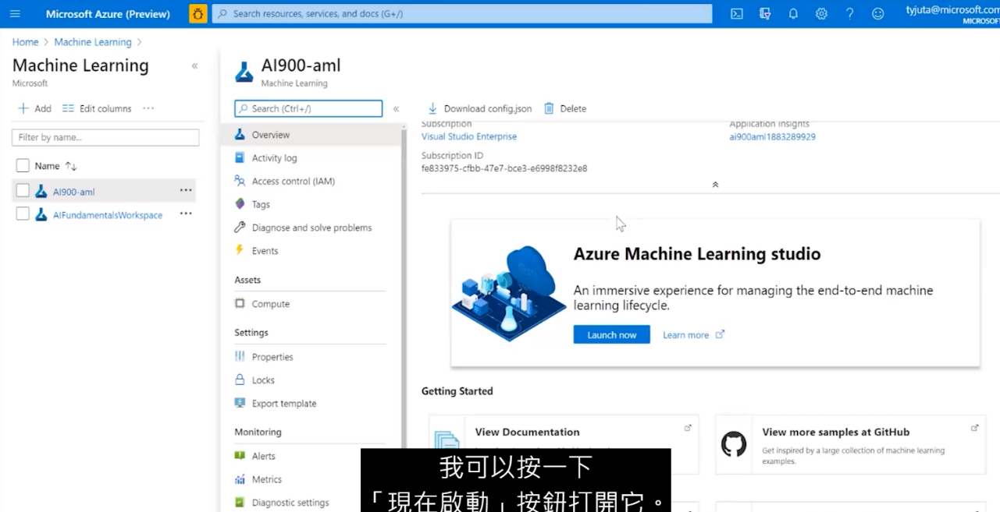 Microsoft Azure (Preview)
Search resources, services, and docs (G+/)
tyjuta@microsoft.com
MICROSOFT
Home > Machine Learning >
Machine Learning
Microsoft
Add
Edit columns
Filter by name...
Name
AI900-aml
AIFundamentalsWorkspace
AI900-aml
Machine Learning
Search (Ctrl+/)
Overview
Activity log
Access control (IAM)
Tags
Diagnose and solve problems
Events
Assets
Compute
Settings
Properties
Locks
Export template
Monitoring
Alerts
Metrics
Diagnostic settings
Download config.json
Delete
Subscription
Visual Studio Enterprise
Subscription ID
fe833975-cfbb-47e7-bce3-e6998f8232e8
Application Insights
ai900aml1883289929
Azure Machine Learning studio
An immersive experience for managing the end-to-end machine
learning lifecycle.
Launch now
Learn more
Getting Started
View Documentation
View more samples at GitHub
Get inspired by a large collection of machine learning
examples.
我可以按一下
「現在啟動」按鈕打開它。